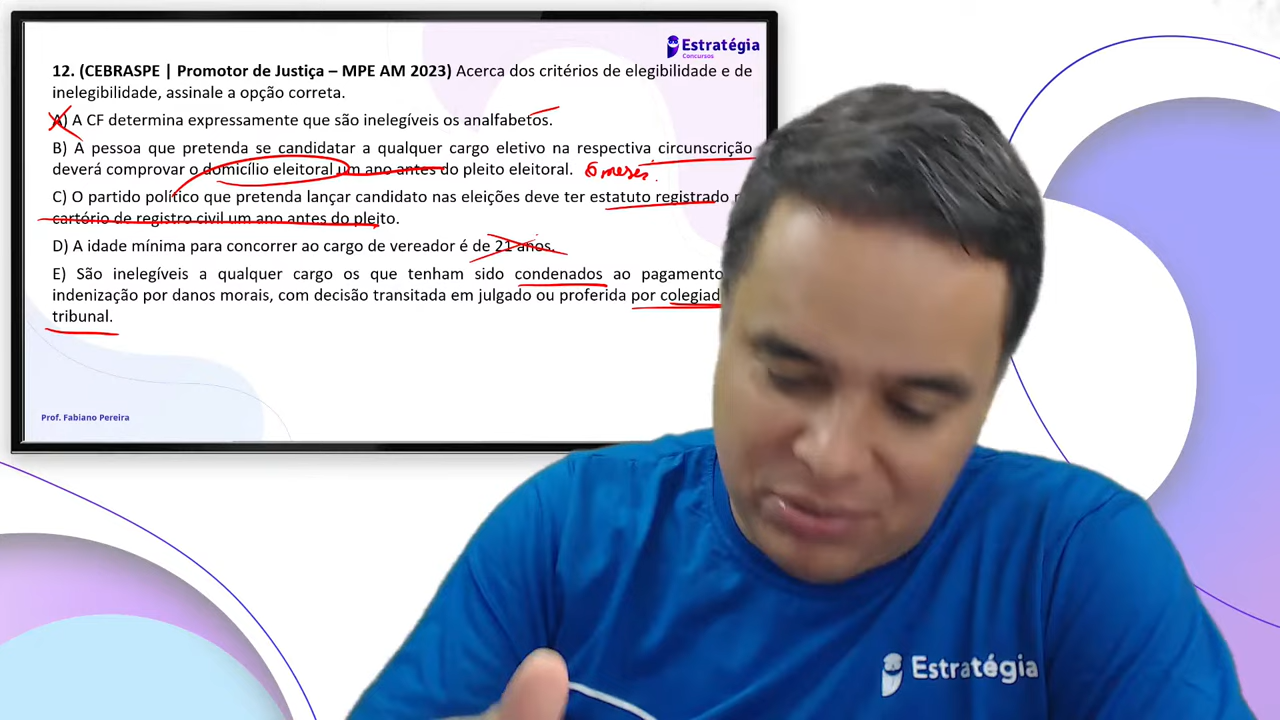 Estratégia
Concursos
12. (CEBRASPE | Promotor de Justiça – MPE AM 2023) Acerca dos critérios de elegibilidade e de
inelegibilidade, assinale a opção correta.
A) A CF determina expressamente que são inelegíveis os analfabetos.
B) A pessoa que pretenda se candidatar a qualquer cargo eletivo na respectiva circunscrição
deverá comprovar o domicílio eleitoral um ano antes do pleito eleitoral. 6 meses.
C) O partido político que pretenda lançar candidato nas eleições deve ter estatuto registrado
cartório de registro civil um ano antes do pleito.
D) A idade mínima para concorrer ao cargo de vereador é de 21 anos.
E) São inelegíveis a qualquer cargo os que tenham sido condenados ao pagamento
indenização por danos morais, com decisão transitada em julgado ou proferida por
tribunal.
Prof. Fabiano Pereira
Estratégia